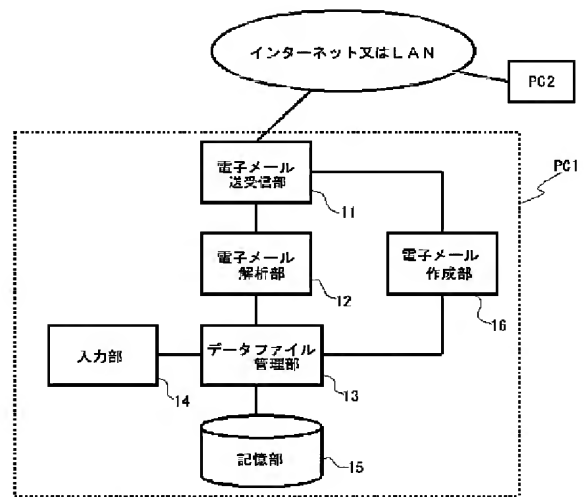 インターネット又はLAN
PC2
PC1
電子メール
送受信部
11
電子メール
解析部
12
電子メール
作成部
16
入力部
14
データファイル
管理部
13
記憶部
15